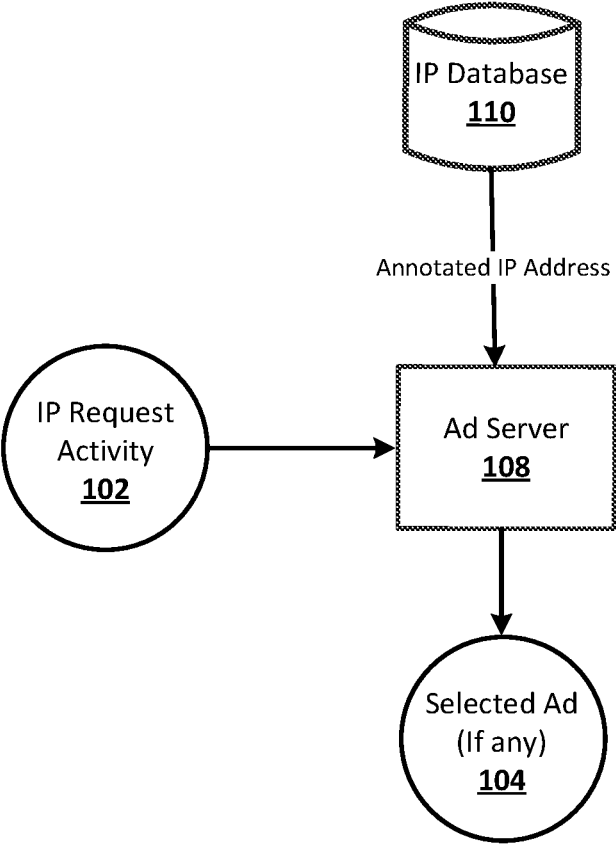 IP Database
110
Annotated IP Address
IP Request
Activity
102
Ad Server
108
Selected Ad
(If any)
104